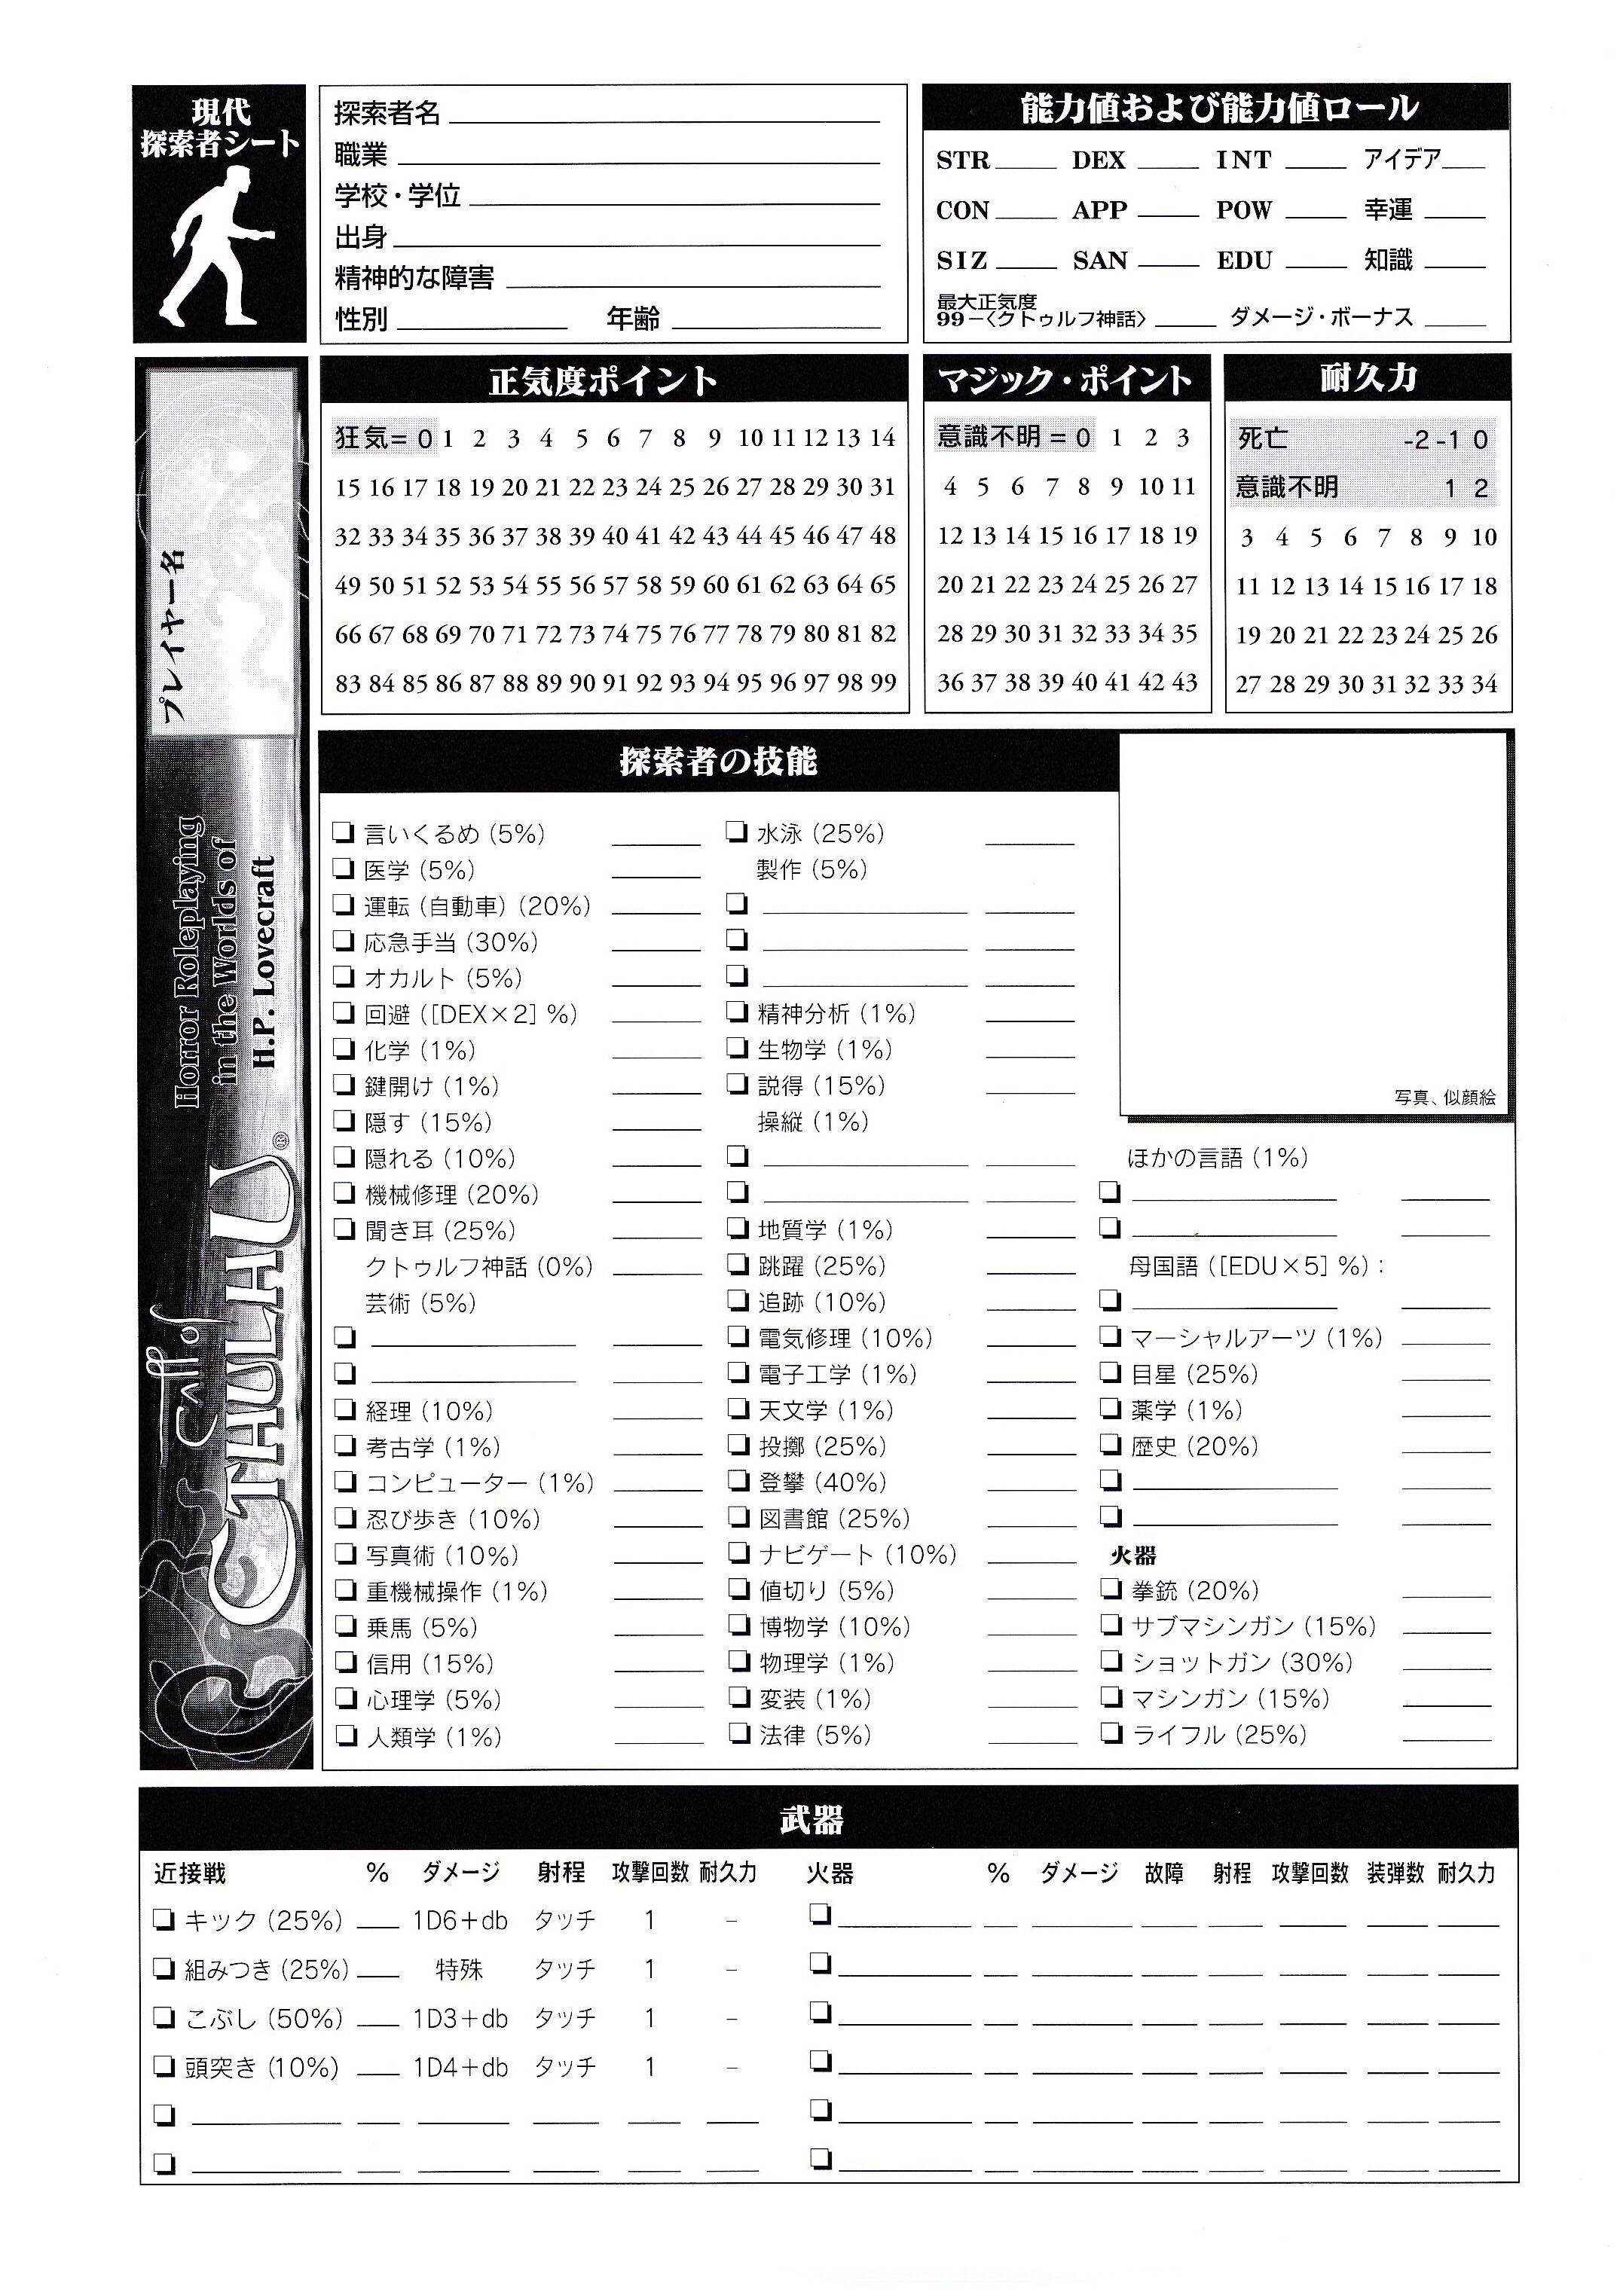 現代
探索者シート
探索者名
職業
学校・学位
出身
精神的な障害
性別 年齢
能力値および能力値ロール
STR DEX INT アイデア
CON APP POW 幸運
SIZ SAN EDU 知識
最大正気度
99－〈クトゥルフ神話〉 ダメージ・ボーナス
プレイヤー名
Horror Roleplaying
in the Worlds of
H.P. Lovecraft
Call of
CTHULHU®
正気度ポイント
狂気= 0 1 2 3 4 5 6 7 8 9 10 11 12 13 14
15 16 17 18 19 20 21 22 23 24 25 26 27 28 29 30 31
32 33 34 35 36 37 38 39 40 41 42 43 44 45 46 47 48
49 50 51 52 53 54 55 56 57 58 59 60 61 62 63 64 65
66 67 68 69 70 71 72 73 74 75 76 77 78 79 80 81 82
83 84 85 86 87 88 89 90 91 92 93 94 95 96 97 98 99
マジック・ポイント
意識不明 = 0 1 2 3
4 5 6 7 8 9 10 11
12 13 14 15 16 17 18 19
20 21 22 23 24 25 26 27
28 29 30 31 32 33 34 35
36 37 38 39 40 41 42 43
耐久力
死亡 -2 -1 0
意識不明 1 2
3 4 5 6 7 8 9 10
11 12 13 14 15 16 17 18
19 20 21 22 23 24 25 26
27 28 29 30 31 32 33 34
探索者の技能
言いくるめ (5%)
医学 (5%)
運転 (自動車) (20%)
応急手当 (30%)
オカルト (5%)
回避 ([DEX×2] %)
化学 (1%)
鍵開け (1%)
隠す (15%)
隠れる (10%)
機械修理 (20%)
聞き耳 (25%)
クトゥルフ神話 (0%)
芸術 (5%)
経理 (10%)
考古学 (1%)
コンピューター (1%)
忍び歩き (10%)
写真術 (10%)
重機械操作 (1%)
乗馬 (5%)
信用 (15%)
心理学 (5%)
人類学 (1%)
水泳 (25%)
製作 (5%)
精神分析 (1%)
生物学 (1%)
説得 (15%)
操縦 (1%)
地質学 (1%)
跳躍 (25%)
追跡 (10%)
電気修理 (10%)
電子工学 (1%)
天文学 (1%)
投擲 (25%)
登攀 (40%)
図書館 (25%)
ナビゲート (10%)
値切り (5%)
博物学 (10%)
物理学 (1%)
変装 (1%)
法律 (5%)
写真、似顔絵
ほかの言語 (1%)
母国語 ([EDU×5] %) :
マーシャルアーツ (1%)
目星 (25%)
薬学 (1%)
歴史 (20%)
火器
拳銃 (20%)
サブマシンガン (15%)
ショットガン (30%)
マシンガン (15%)
ライフル (25%)
武器
近接戦 % ダメージ 射程 攻撃回数 耐久力
キック (25%) 1D6+db タッチ 1 －
組みつき (25%) 特殊 タッチ 1 －
こぶし (50%) 1D3+db タッチ 1 －
頭突き (10%) 1D4+db タッチ 1 －
火器 % ダメージ 故障 射程 攻撃回数 装弾数 耐久力